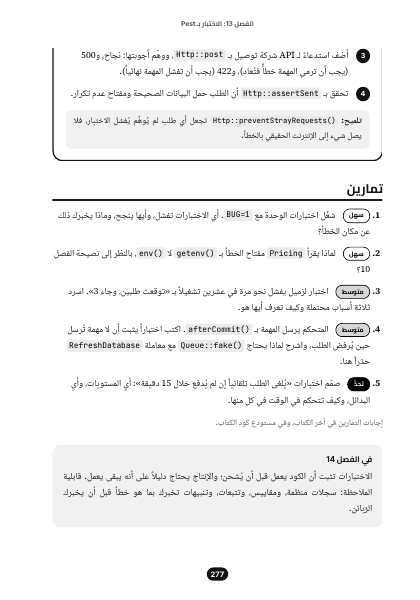 الفصل 13: الاختبار بـ Pest
3 أضف استدعاءً لـ API شركة توصيل بـ Http::post، ووهّم أجوبتها: نجاح، و500
(يجب أن ترمي المهمة خطأً فتُعاد)، و422 (يجب أن تفشل المهمة نهائياً).
4 تحقق بـ Http::assertSent أن الطلب حمل البيانات الصحيحة ومفتاح عدم تكرار.
تلميح: Http::preventStrayRequests() تجعل أي طلب لم يُوهَّم يُفشل الاختبار، فلا
يصل شيء إلى الإنترنت الحقيقي بالخطأ.
تمارين
1. سهل شغّل اختبارات الوحدة مع BUG=1. أي الاختبارات تفشل، وأيها ينجح، وماذا يخبرك ذلك
عن مكان الخطأ؟
2. سهل لماذا يقرأ Pricing مفتاح الخطأ بـ getenv() لا env()، بالنظر إلى نصيحة الفصل
10؟
3. متوسط اختبار لزميل يفشل نحو مرة في عشرين تشغيلاً بـ «توقعت طلبين، وجاء 3». اسرد
ثلاثة أسباب محتملة وكيف تعرف أيها هو.
4. متوسط المتحكم يرسل المهمة بـ afterCommit(). اكتب اختباراً يثبت أن لا مهمة تُرسل
حين يُرفض الطلب، واشرح لماذا يحتاج Queue::fake() مع معاملة RefreshDatabase
حذراً هنا.
5. تحدٍّ صمّم اختبارات «يُلغى الطلب تلقائياً إن لم يُدفع خلال 15 دقيقة»: أي المستويات، وأي
البدائل، وكيف تتحكم في الوقت في كل منها.
إجابات التمارين في آخر الكتاب، وفي مستودع كود الكتاب.
في الفصل 14
الاختبارات تثبت أن الكود يعمل قبل أن يُشحن؛ والإنتاج يحتاج دليلاً على أنه يبقى يعمل. قابلية
الملاحظة: سجلات منظمة، ومقاييس، وتتبعات، وتنبيهات تخبرك بما هو خطأ قبل أن يخبرك
الزبائن.
277